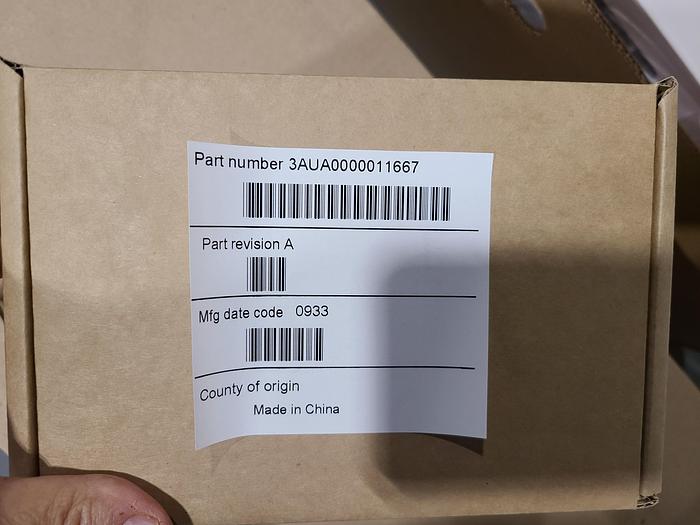 Part number 3AUA0000011667
Part revision A
Mfg date code 0933
County of origin
Made in China